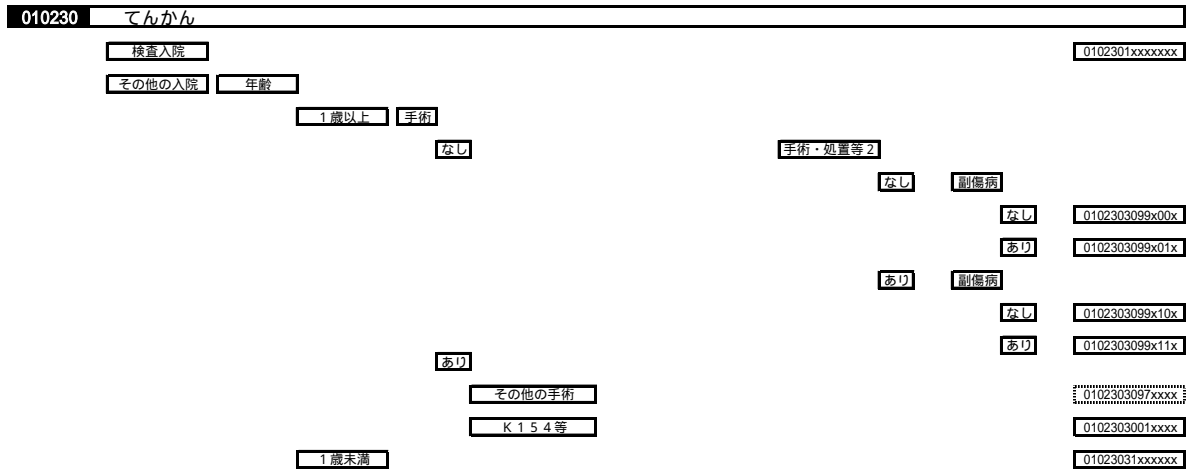 010230 てんかん
検査入院 0102301xxxxxxx
その他の入院 年齢
１歳以上 手術
なし 手術・処置等２
なし 副傷病
なし 0102303099x00x
あり 0102303099x01x
あり 副傷病
なし 0102303099x10x
あり 0102303099x11x
あり
その他の手術 0102303097xxxx
Ｋ１５４等 0102303001xxxx
１歳未満 01023031xxxxxx